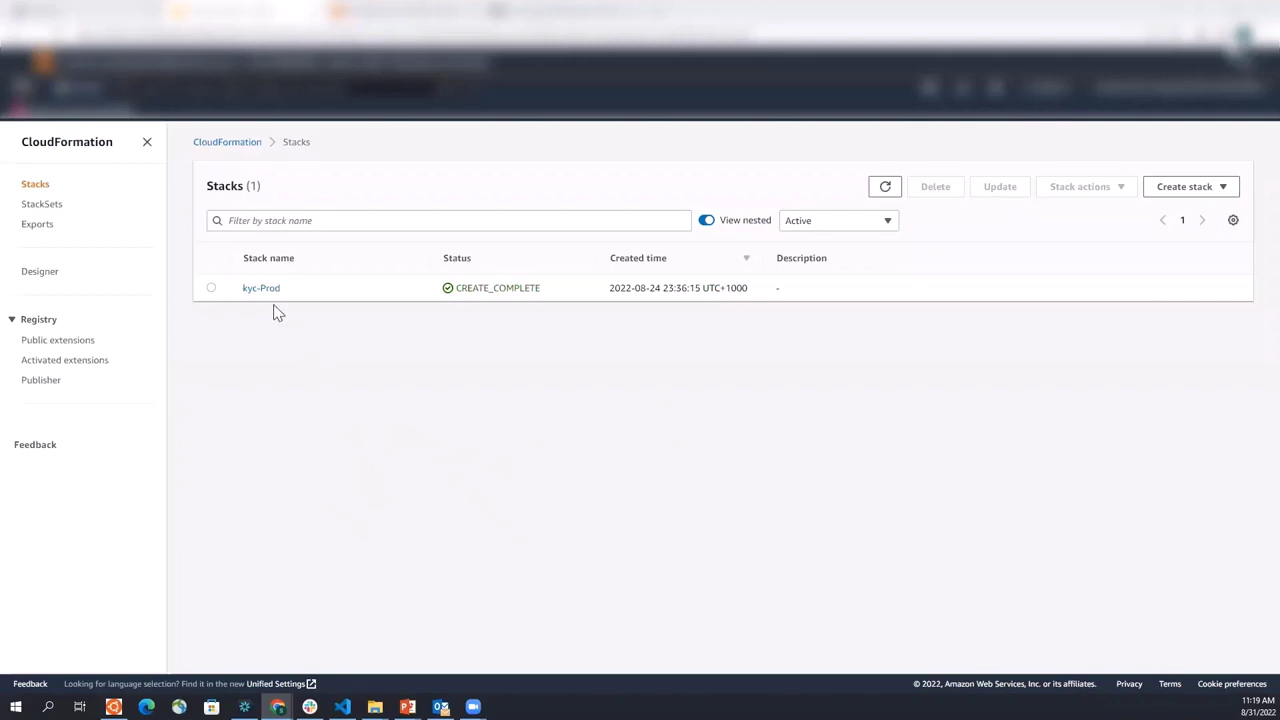 CloudFormation
Stacks
StackSets
Exports
Designer
Registry
Public extensions
Activated extensions
Publisher
Feedback
CloudFormation Stacks
Stacks (1)
Delete Update Stack actions Create stack
Filter by stack name View nested Active 1
Stack name Status Created time Description
kyc-Prod CREATE_COMPLETE 2022-08-24 23:36:15 UTC+1000 -
Feedback Looking for language selection? Find it in the new Unified Settings © 2022, Amazon Web Services, Inc. or its affiliates. Privacy Terms Cookie preferences
11:19 AM
8/31/2022